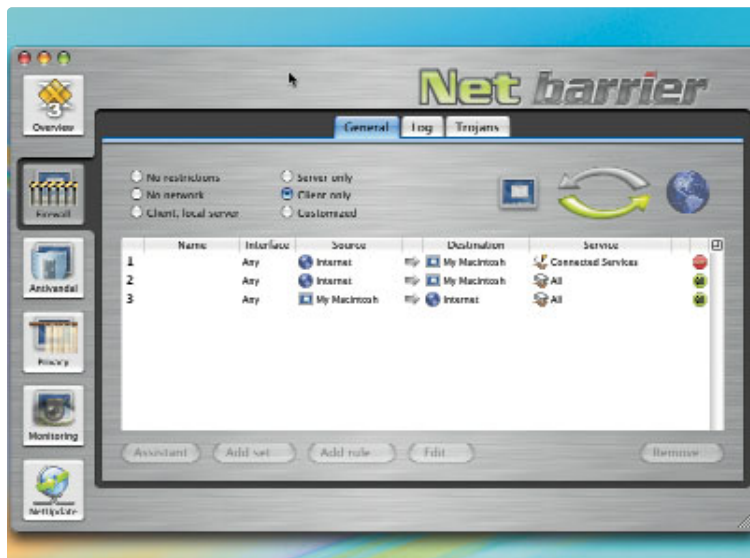 Net barrier
3
Overview
General Log Trojans
No restrictions Server only
No network Client only
Client, local server Customized
Firewall
Name Interface Source Destination Service
1 Any Internet My Macintosh Connected Services
2 Any Internet My Macintosh All
3 Any My Macintosh Internet All
Antivandal
Privacy
Monitoring
Assistant Add set... Add rule... Edit... Remove...
NetUpdate